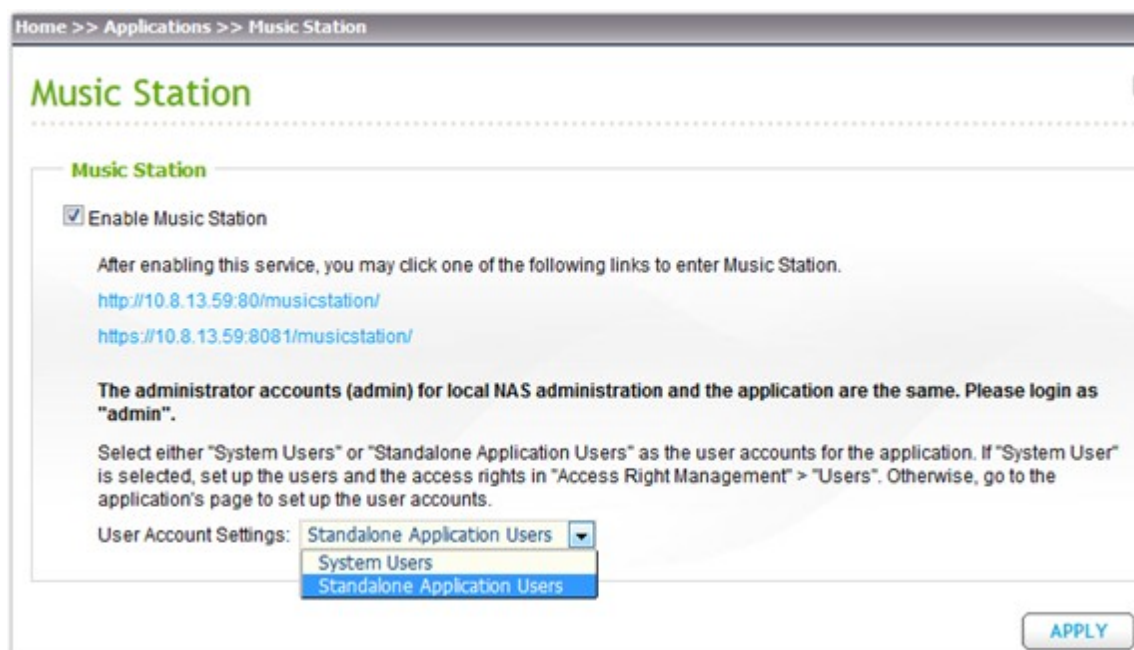 Home >> Applications >> Music Station
Music Station
Music Station
Enable Music Station
After enabling this service, you may click one of the following links to enter Music Station.
http://10.8.13.59:80/musicstation/
https://10.8.13.59:8081/musicstation/
The administrator accounts (admin) for local NAS administration and the application are the same. Please login as
"admin".
Select either "System Users" or "Standalone Application Users" as the user accounts for the application. If "System User"
is selected, set up the users and the access rights in "Access Right Management" > "Users". Otherwise, go to the
application's page to set up the user accounts.
User Account Settings: Standalone Application Users
System Users
Standalone Application Users
APPLY